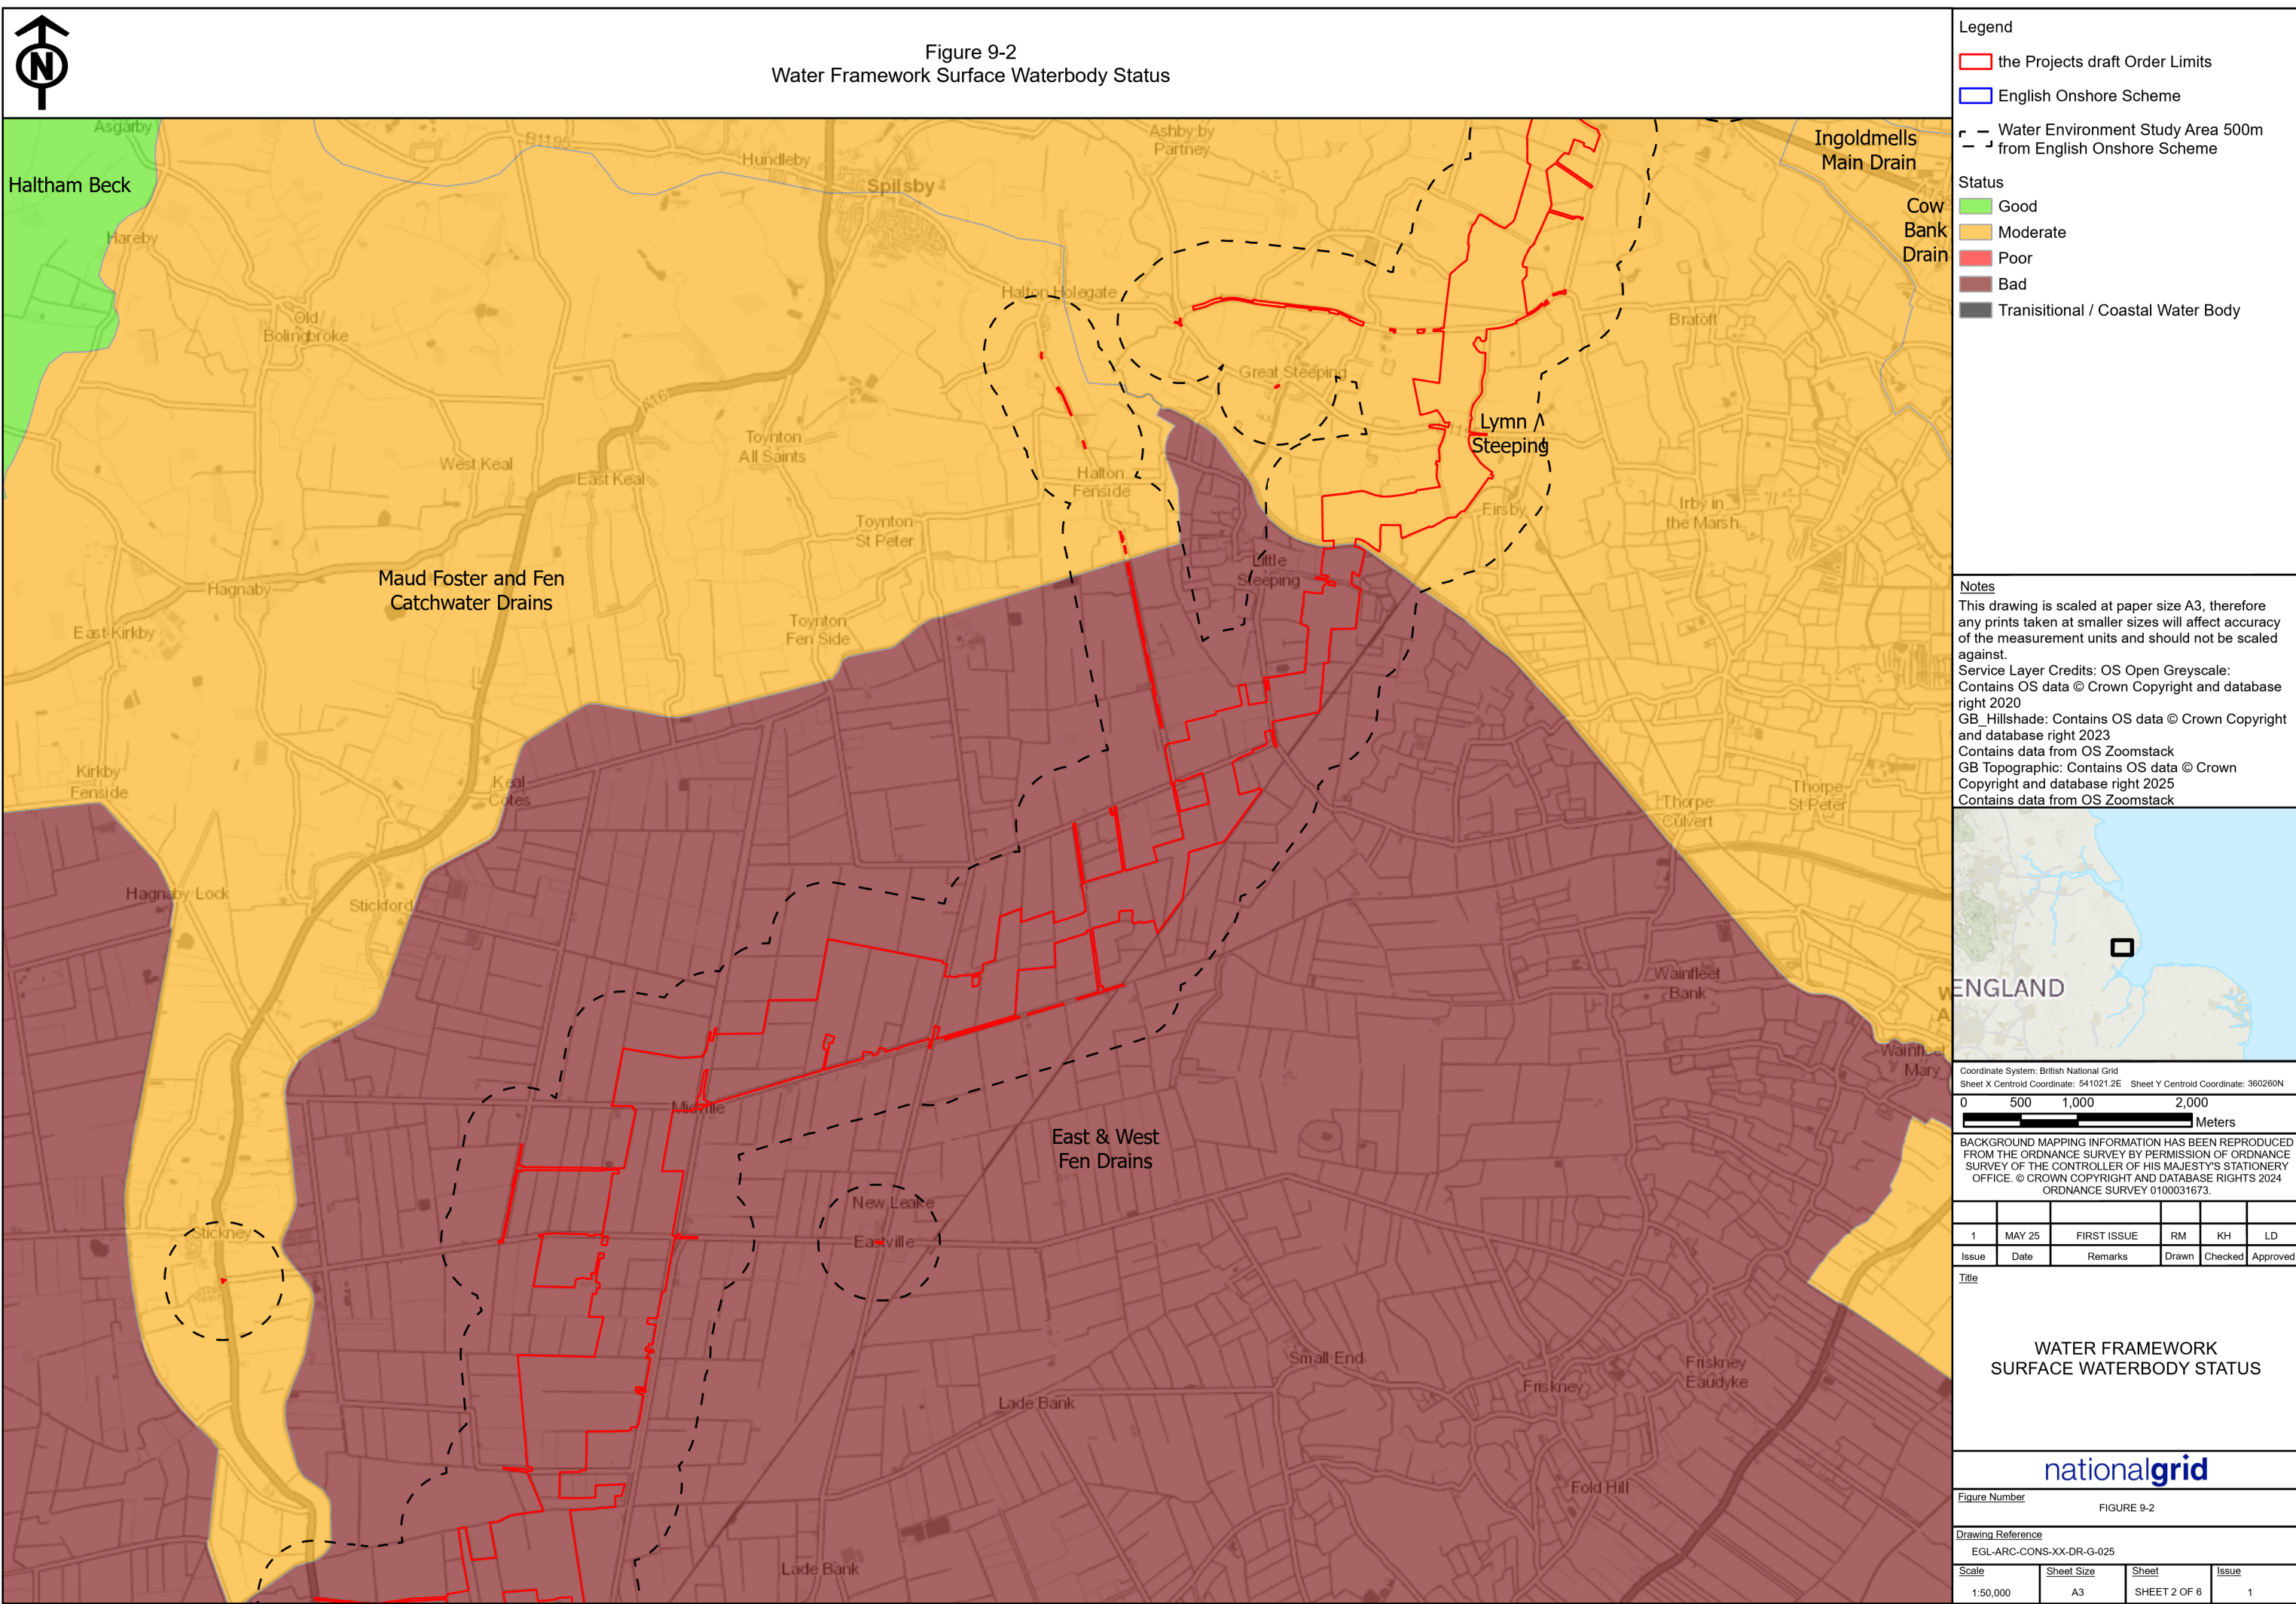 N
Figure 9-2
Water Framework Surface Waterbody Status
Asgarby
B1195
Hundleby
Ashby by
Partney
Ingoldmells
Main Drain
Haltham Beck
Spilsby
Cow
Bank
Drain
Hareby
Halton Holegate
Old
Bolingbroke
Bratoft
Great Steeping
A16
Lymn /
Steeping
Toynton
All Saints
West Keal
East Keal
Halton
Fenside
Firsby
Irby in
the Marsh
Toynton
St Peter
Little
Steeping
Maud Foster and Fen
Catchwater Drains
Hagnaby
East Kirkby
Toynton
Fen Side
Kirkby
Fenside
Keal
Cotes
Thorpe
St Peter
Thorpe
Culvert
Hagnaby Lock
Stickford
Wainfleet
Bank
Wainfleet
Mary
Midville
East & West
Fen Drains
New Leake
Stickney
Eastville
Small End
Friskney
Eaudyke
Friskney
Lade Bank
Fold Hill
Lade Bank
Legend
the Projects draft Order Limits
English Onshore Scheme
Water Environment Study Area 500m
from English Onshore Scheme
Status
Good
Moderate
Poor
Bad
Transitional / Coastal Water Body
Notes
This drawing is scaled at paper size A3, therefore
any prints taken at smaller sizes will affect accuracy
of the measurement units and should not be scaled
against.
Service Layer Credits: OS Open Greyscale:
Contains OS data © Crown Copyright and database
right 2020
GB_Hillshade: Contains OS data © Crown Copyright
and database right 2023
Contains data from OS Zoomstack
GB Topographic: Contains OS data © Crown
Copyright and database right 2025
Contains data from OS Zoomstack
ENGLAND
Coordinate System: British National Grid
Sheet X Centroid Coordinate: 541021.2E Sheet Y Centroid Coordinate: 360260N
0 500 1,000 2,000
Meters
BACKGROUND MAPPING INFORMATION HAS BEEN REPRODUCED
FROM THE ORDNANCE SURVEY BY PERMISSION OF ORDNANCE
SURVEY OF THE CONTROLLER OF HIS MAJESTY'S STATIONERY
OFFICE. © CROWN COPYRIGHT AND DATABASE RIGHTS 2024
ORDNANCE SURVEY 0100031673.
1 MAY 25 FIRST ISSUE RM KH LD
Issue Date Remarks Drawn Checked Approved
Title
WATER FRAMEWORK
SURFACE WATERBODY STATUS
nationalgrid
Figure Number
FIGURE 9-2
Drawing Reference
EGL-ARC-CONS-XX-DR-G-025
Scale Sheet Size Sheet Issue
1:50,000 A3 SHEET 2 OF 6 1